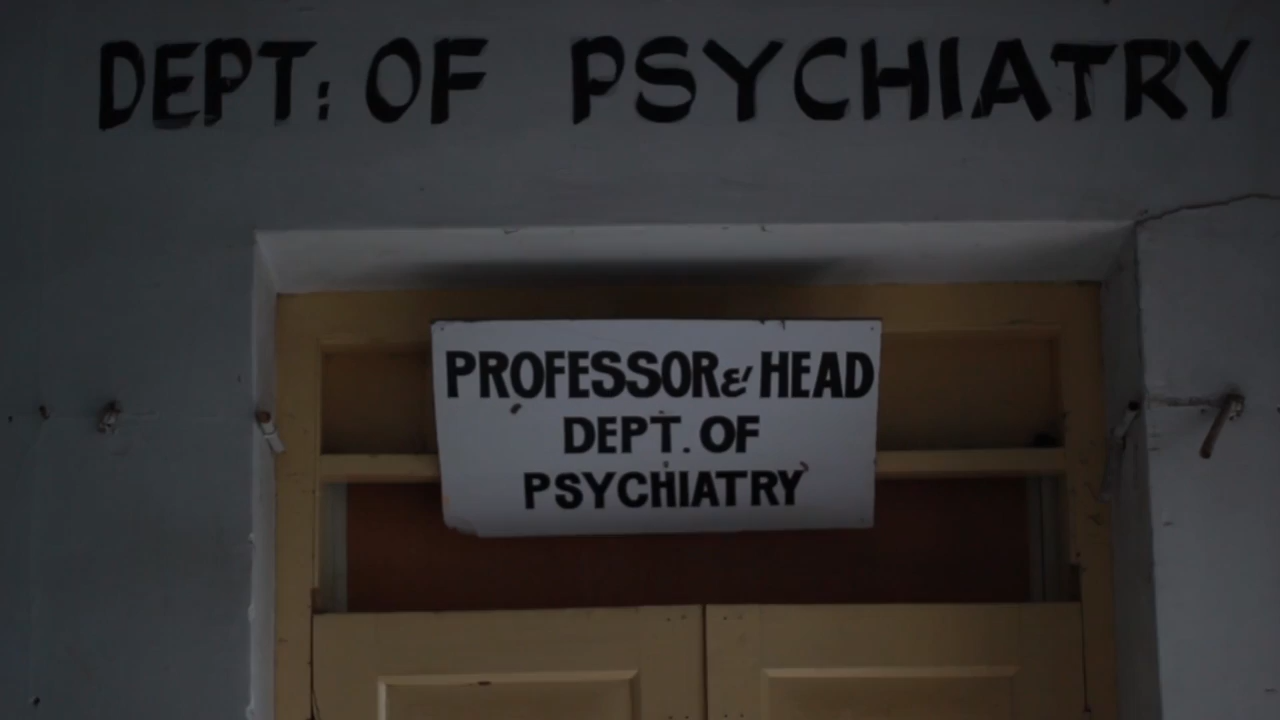 DEPT: OF PSYCHIATRY
PROFESSOR & HEAD
DEPT. OF
PSYCHIATRY